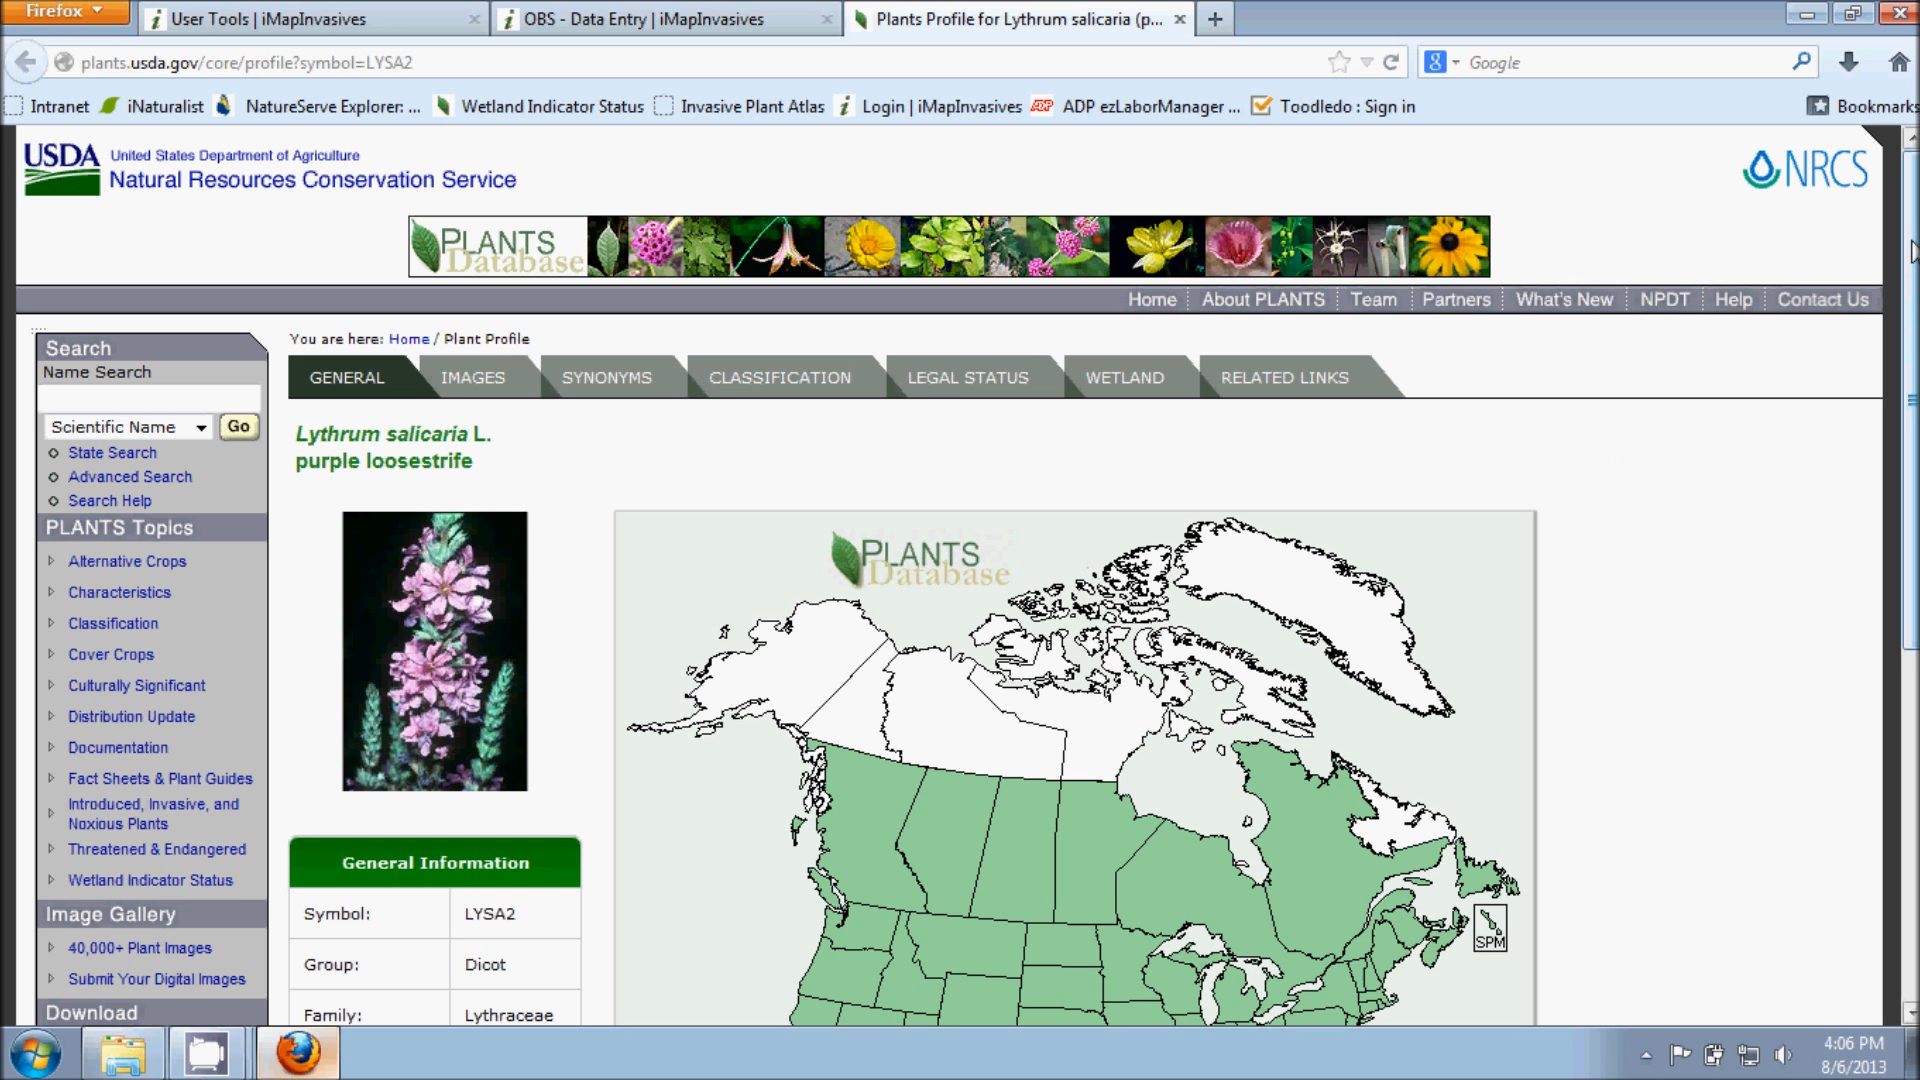 Firefox
User Tools | iMapInvasives
OBS - Data Entry | iMapInvasives
Plants Profile for Lythrum salicaria (p...
plants.usda.gov/core/profile?symbol=LYSA2
Google
Intranet
iNaturalist
NatureServe Explorer: ...
Wetland Indicator Status
Invasive Plant Atlas
Login | iMapInvasives
ADP ezLaborManager ...
Toodledo : Sign in
Bookmarks
USDA
United States Department of Agriculture
Natural Resources Conservation Service
NRCS
PLANTS
Database
Home
About PLANTS
Team
Partners
What's New
NPDT
Help
Contact Us
Search
Name Search
Scientific Name
Go
State Search
Advanced Search
Search Help
PLANTS Topics
Alternative Crops
Characteristics
Classification
Cover Crops
Culturally Significant
Distribution Update
Documentation
Fact Sheets & Plant Guides
Introduced, Invasive, and
Noxious Plants
Threatened & Endangered
Wetland Indicator Status
Image Gallery
40,000+ Plant Images
Submit Your Digital Images
Download
You are here: Home / Plant Profile
GENERAL
IMAGES
SYNONYMS
CLASSIFICATION
LEGAL STATUS
WETLAND
RELATED LINKS
Lythrum salicaria L.
purple loosestrife
General Information
Symbol: LYSA2
Group: Dicot
Family: Lythraceae
PLANTS
Database
SPM
4:06 PM
8/6/2013